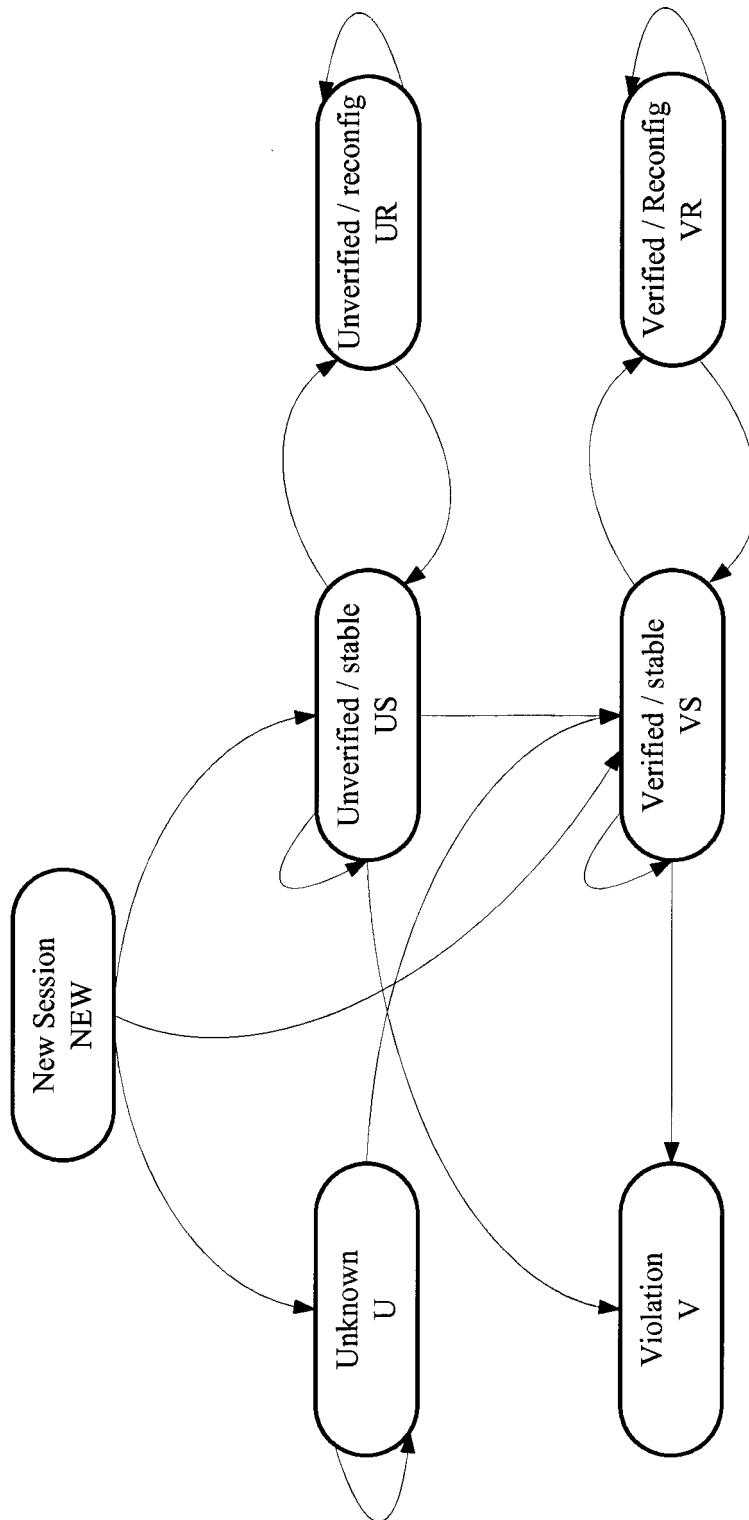 New Session
NEW
Unknown
U
Unverified / stable
US
Unverified / reconfig
UR
Violation
V
Verified / stable
VS
Verified / Reconfig
VR